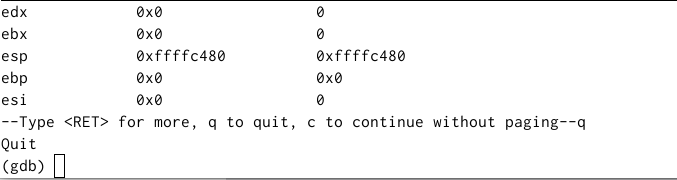 edx            0x0                 0
ebx            0x0                 0
esp            0xffffc480          0xffffc480
ebp            0x0                 0x0
esi            0x0                 0
--Type <RET> for more, q to quit, c to continue without paging--q
Quit
(gdb)